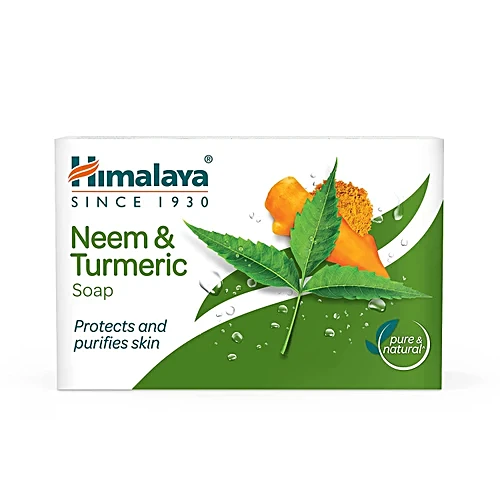 Himalaya®
SINCE 1930
Neem &
Turmeric
Soap
Protects and
purifies skin
pure &
natural*